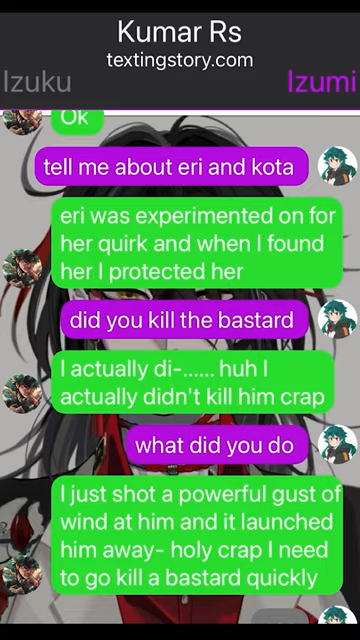 Kumar Rs
textingstory.com
Izuku
Izumi
Ok
tell me about eri and kota
eri was experimented on for
her quirk and when I found
her I protected her
did you kill the bastard
I actually di-...... huh I
actually didn't kill him crap
what did you do
I just shot a powerful gust of
wind at him and it launched
him away- holy crap I need
to go kill a bastard quickly